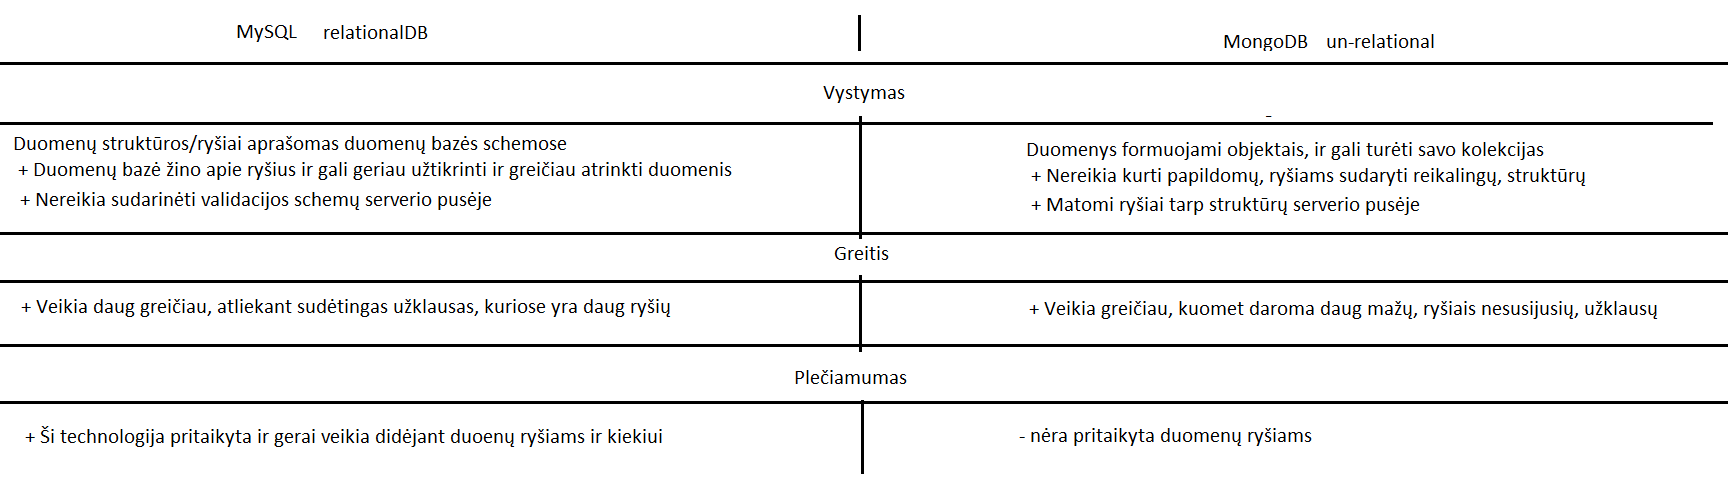 MySQL relationalDB
MongoDB un-relational
Vystymas
-
Duomenų struktūros/ryšiai aprašomas duomenų bazės schemose
+ Duomenų bazė žino apie ryšius ir gali geriau užtikrinti ir greičiau atrinkti duomenis
+ Nereikia sudarinėti validacijos schemų serverio pusėje
Duomenys formuojami objektais, ir gali turėti savo kolekcijas
+ Nereikia kurti papildomų, ryšiams sudaryti reikalingų, struktūrų
+ Matomi ryšiai tarp struktūrų serverio pusėje
Greitis
+ Veikia daug greičiau, atliekant sudėtingas užklausas, kuriose yra daug ryšių
+ Veikia greičiau, kuomet daroma daug mažų, ryšiais nesusijusių, užklausų
Plečiamumas
+ Ši technologija pritaikyta ir gerai veikia didėjant duoenų ryšiams ir kiekiui
- nėra pritaikyta duomenų ryšiams